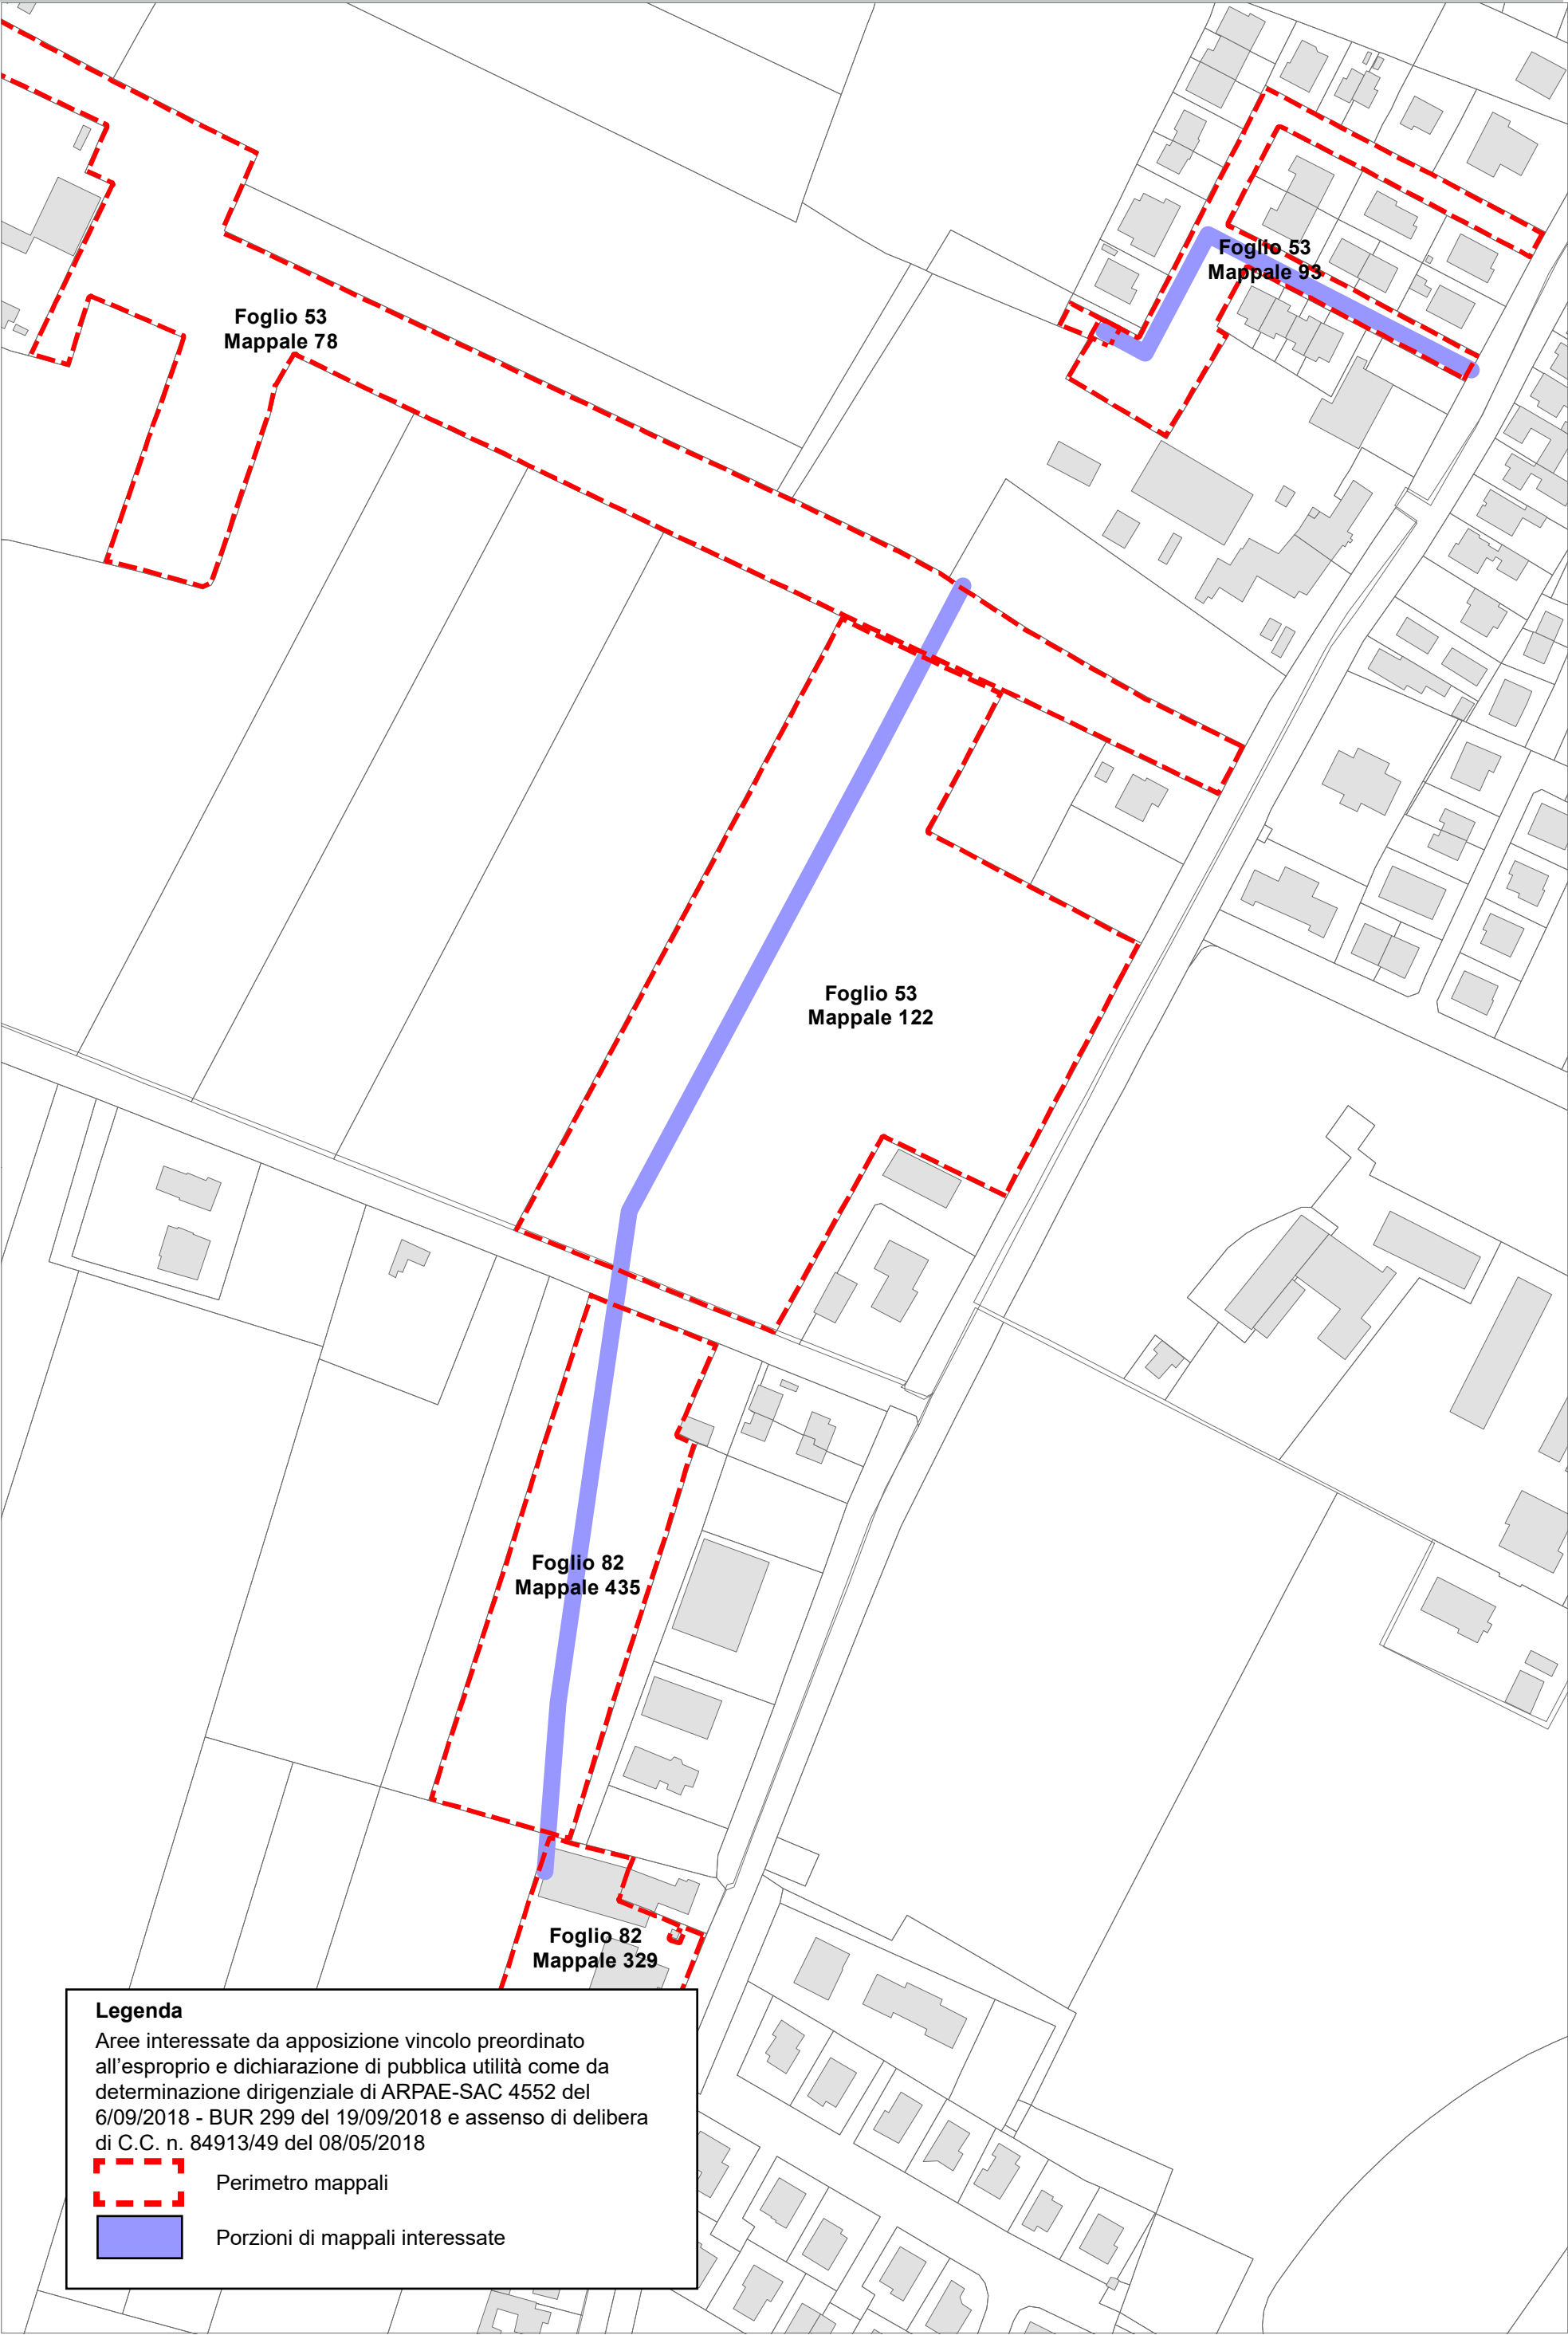 Foglio 53
Mappale 93
Foglio 53
Mappale 78
Foglio 53
Mappale 122
Foglio 82
Mappale 435
Foglio 82
Mappale 329
Legenda
Aree interessate da apposizione vincolo preordinato
all'esproprio e dichiarazione di pubblica utilità come da
determinazione dirigenziale di ARPAE-SAC 4552 del
6/09/2018 - BUR 299 del 19/09/2018 e assenso di delibera
di C.C. n. 84913/49 del 08/05/2018
Perimetro mappali
Porzioni di mappali interessate